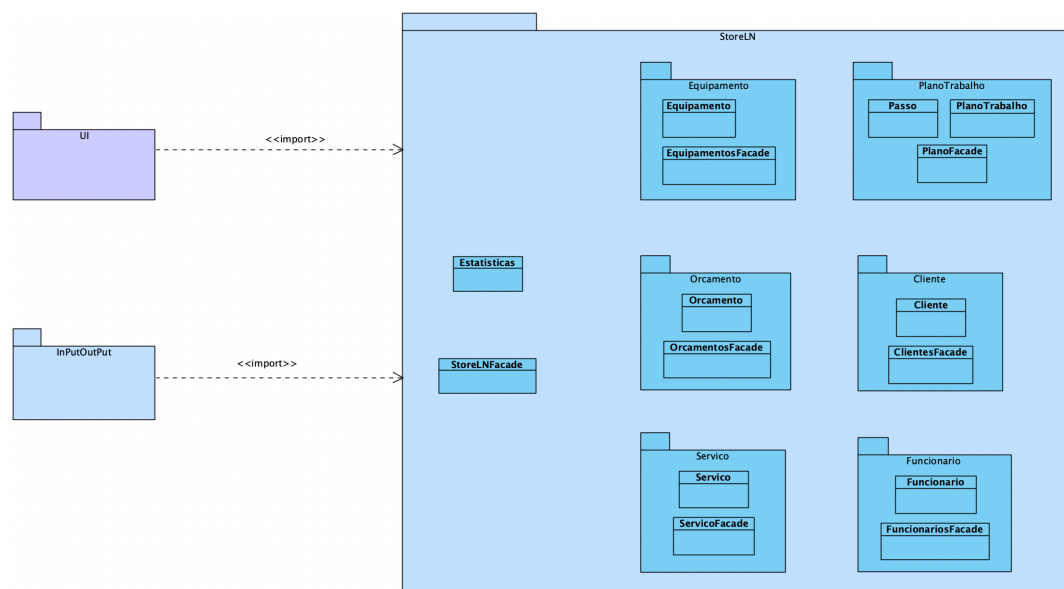 StoreLN
UI
<<import>>
InPutOutPut
<<import>>
Estatisticas
StoreLNFacade
Equipamento
Equipamento
EquipamentosFacade
PlanoTrabalho
Passo
PlanoTrabalho
PlanoFacade
Orcamento
Orcamento
OrcamentosFacade
Cliente
Cliente
ClientesFacade
Servico
Servico
ServicoFacade
Funcionario
Funcionario
FuncionariosFacade